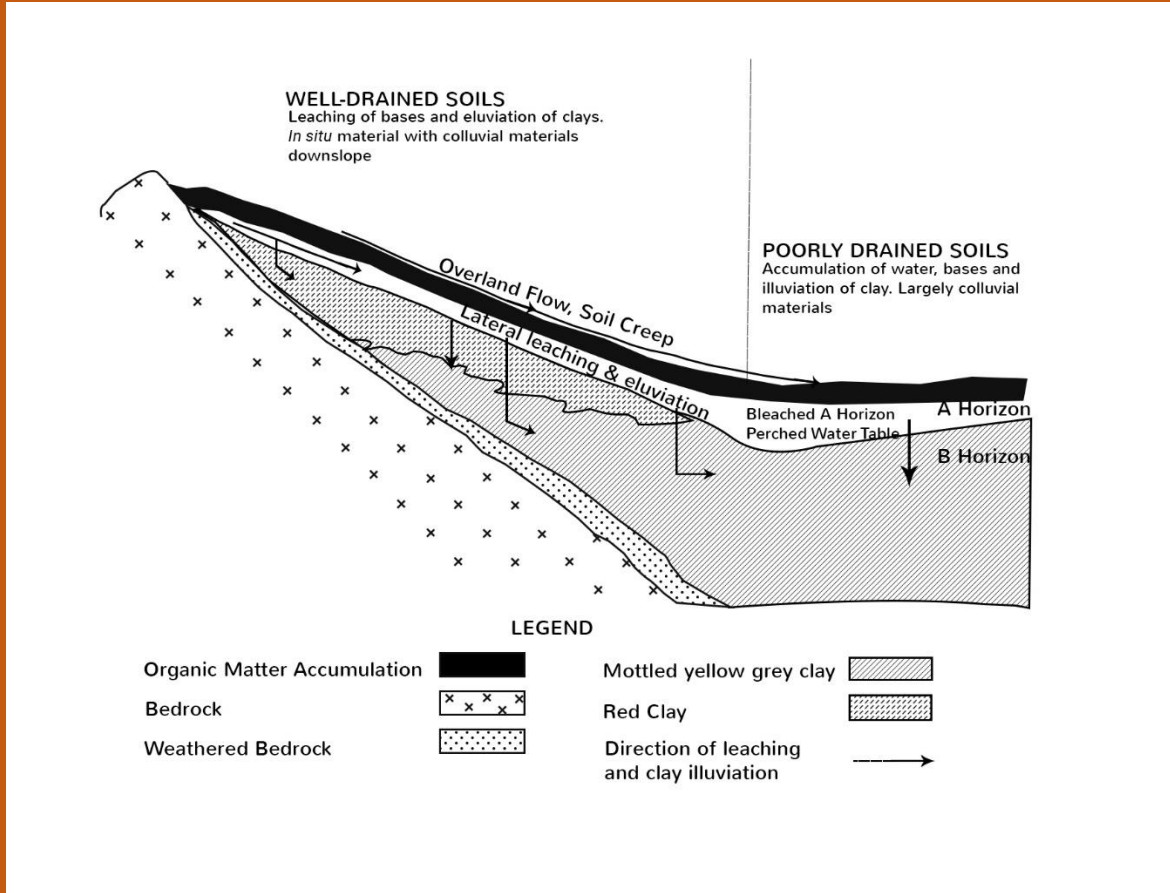 WELL-DRAINED SOILS
Leaching of bases and eluviation of clays.
In situ material with colluvial materials
downslope
POORLY DRAINED SOILS
Accumulation of water, bases and
illuviation of clay. Largely colluvial
materials
Overland Flow, Soil Creep
Lateral leaching & eluviation
Bleached A Horizon
Perched Water Table
A Horizon
B Horizon
LEGEND
Organic Matter Accumulation
Bedrock
Weathered Bedrock
Mottled yellow grey clay
Red Clay
Direction of leaching
and clay illuviation